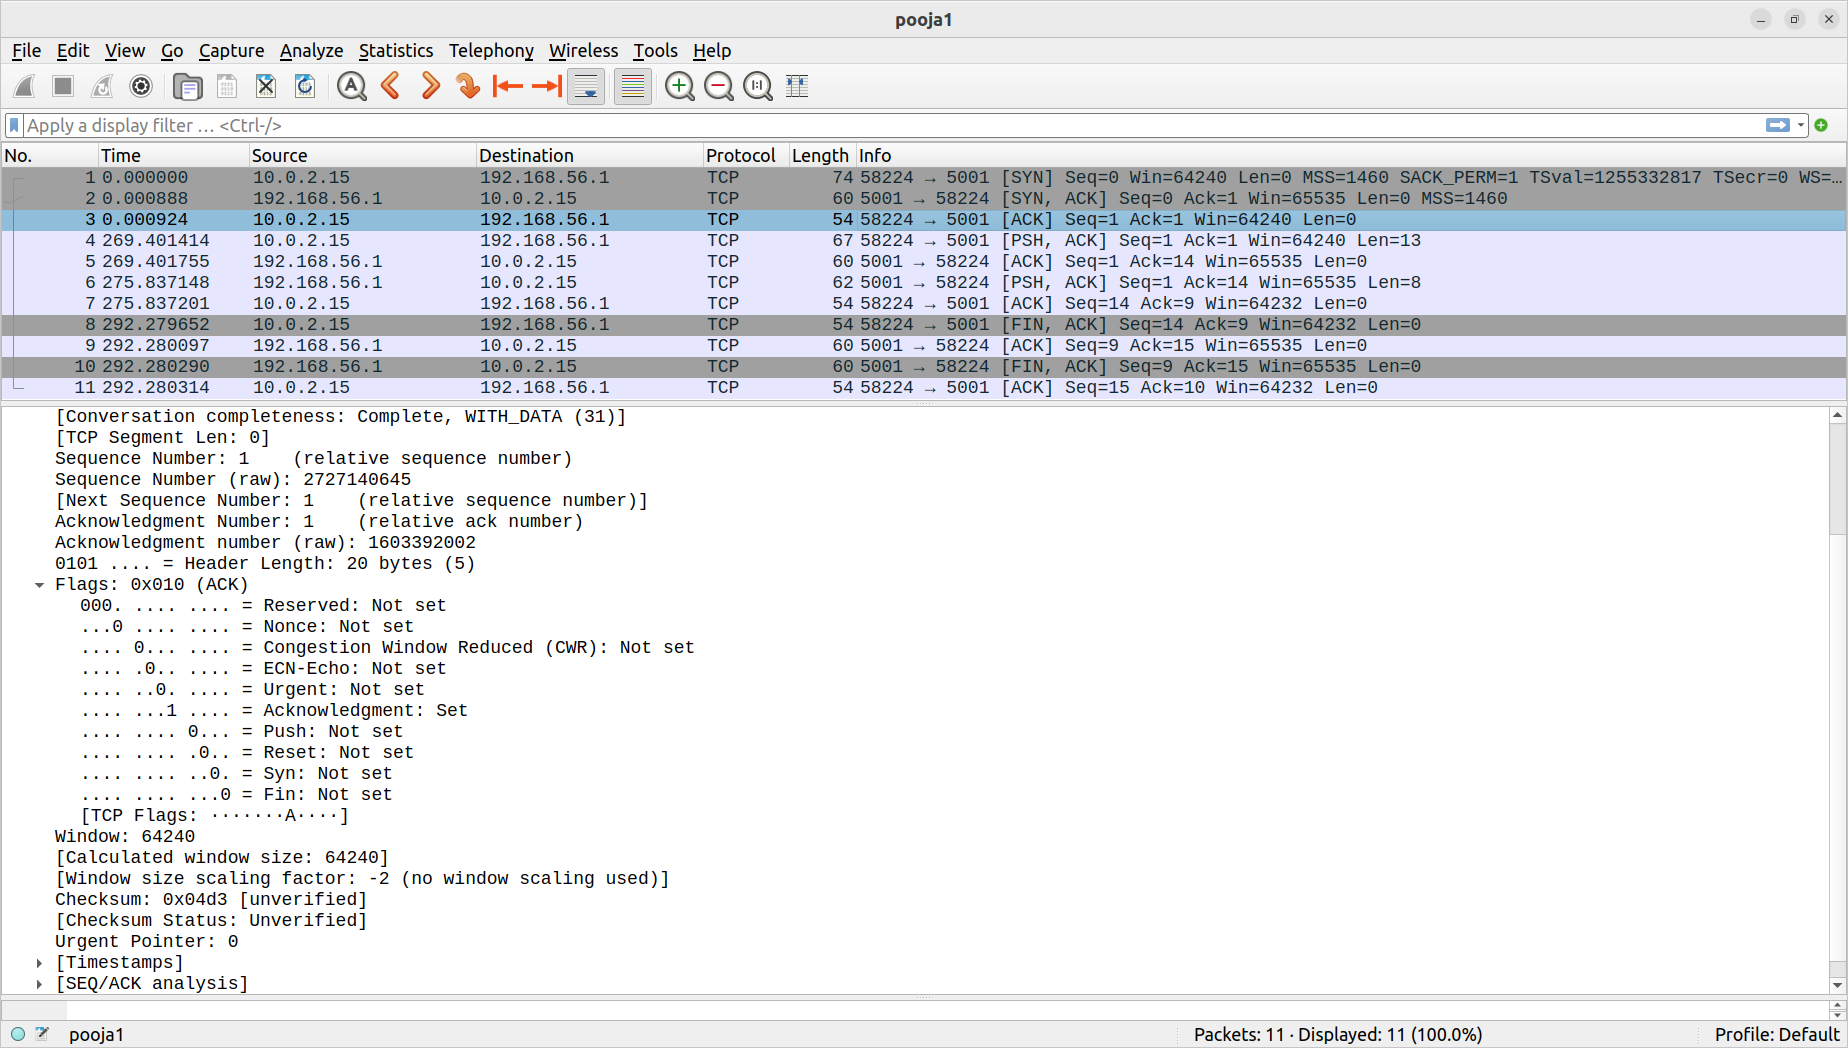 pooja1
File Edit View Go Capture Analyze Statistics Telephony Wireless Tools Help
Apply a display filter … <Ctrl-/>
No. Time Source Destination Protocol Length Info
1 0.000000 10.0.2.15 192.168.56.1 TCP 74 58224 → 5001 [SYN] Seq=0 Win=64240 Len=0 MSS=1460 SACK_PERM=1 TSval=1255332817 TSecr=0 WS=…
2 0.000888 192.168.56.1 10.0.2.15 TCP 60 5001 → 58224 [SYN, ACK] Seq=0 Ack=1 Win=65535 Len=0 MSS=1460
3 0.000924 10.0.2.15 192.168.56.1 TCP 54 58224 → 5001 [ACK] Seq=1 Ack=1 Win=64240 Len=0
4 269.401414 10.0.2.15 192.168.56.1 TCP 67 58224 → 5001 [PSH, ACK] Seq=1 Ack=1 Win=64240 Len=13
5 269.401755 192.168.56.1 10.0.2.15 TCP 60 5001 → 58224 [ACK] Seq=1 Ack=14 Win=65535 Len=0
6 275.837148 192.168.56.1 10.0.2.15 TCP 62 5001 → 58224 [PSH, ACK] Seq=1 Ack=14 Win=65535 Len=8
7 275.837201 10.0.2.15 192.168.56.1 TCP 54 58224 → 5001 [ACK] Seq=14 Ack=9 Win=64232 Len=0
8 292.279652 10.0.2.15 192.168.56.1 TCP 54 58224 → 5001 [FIN, ACK] Seq=14 Ack=9 Win=64232 Len=0
9 292.280097 192.168.56.1 10.0.2.15 TCP 60 5001 → 58224 [ACK] Seq=9 Ack=15 Win=65535 Len=0
10 292.280290 192.168.56.1 10.0.2.15 TCP 60 5001 → 58224 [FIN, ACK] Seq=9 Ack=15 Win=65535 Len=0
11 292.280314 10.0.2.15 192.168.56.1 TCP 54 58224 → 5001 [ACK] Seq=15 Ack=10 Win=64232 Len=0
[Conversation completeness: Complete, WITH_DATA (31)]
[TCP Segment Len: 0]
Sequence Number: 1    (relative sequence number)
Sequence Number (raw): 2727140645
[Next Sequence Number: 1    (relative sequence number)]
Acknowledgment Number: 1    (relative ack number)
Acknowledgment number (raw): 1603392002
0101 .... = Header Length: 20 bytes (5)
Flags: 0x010 (ACK)
000. .... .... = Reserved: Not set
...0 .... .... = Nonce: Not set
.... 0... .... = Congestion Window Reduced (CWR): Not set
.... .0.. .... = ECN-Echo: Not set
.... ..0. .... = Urgent: Not set
.... ...1 .... = Acknowledgment: Set
.... .... 0... = Push: Not set
.... .... .0.. = Reset: Not set
.... .... ..0. = Syn: Not set
.... .... ...0 = Fin: Not set
[TCP Flags: ·······A····]
Window: 64240
[Calculated window size: 64240]
[Window size scaling factor: -2 (no window scaling used)]
Checksum: 0x04d3 [unverified]
[Checksum Status: Unverified]
Urgent Pointer: 0
[Timestamps]
[SEQ/ACK analysis]
pooja1 Packets: 11 · Displayed: 11 (100.0%) Profile: Default